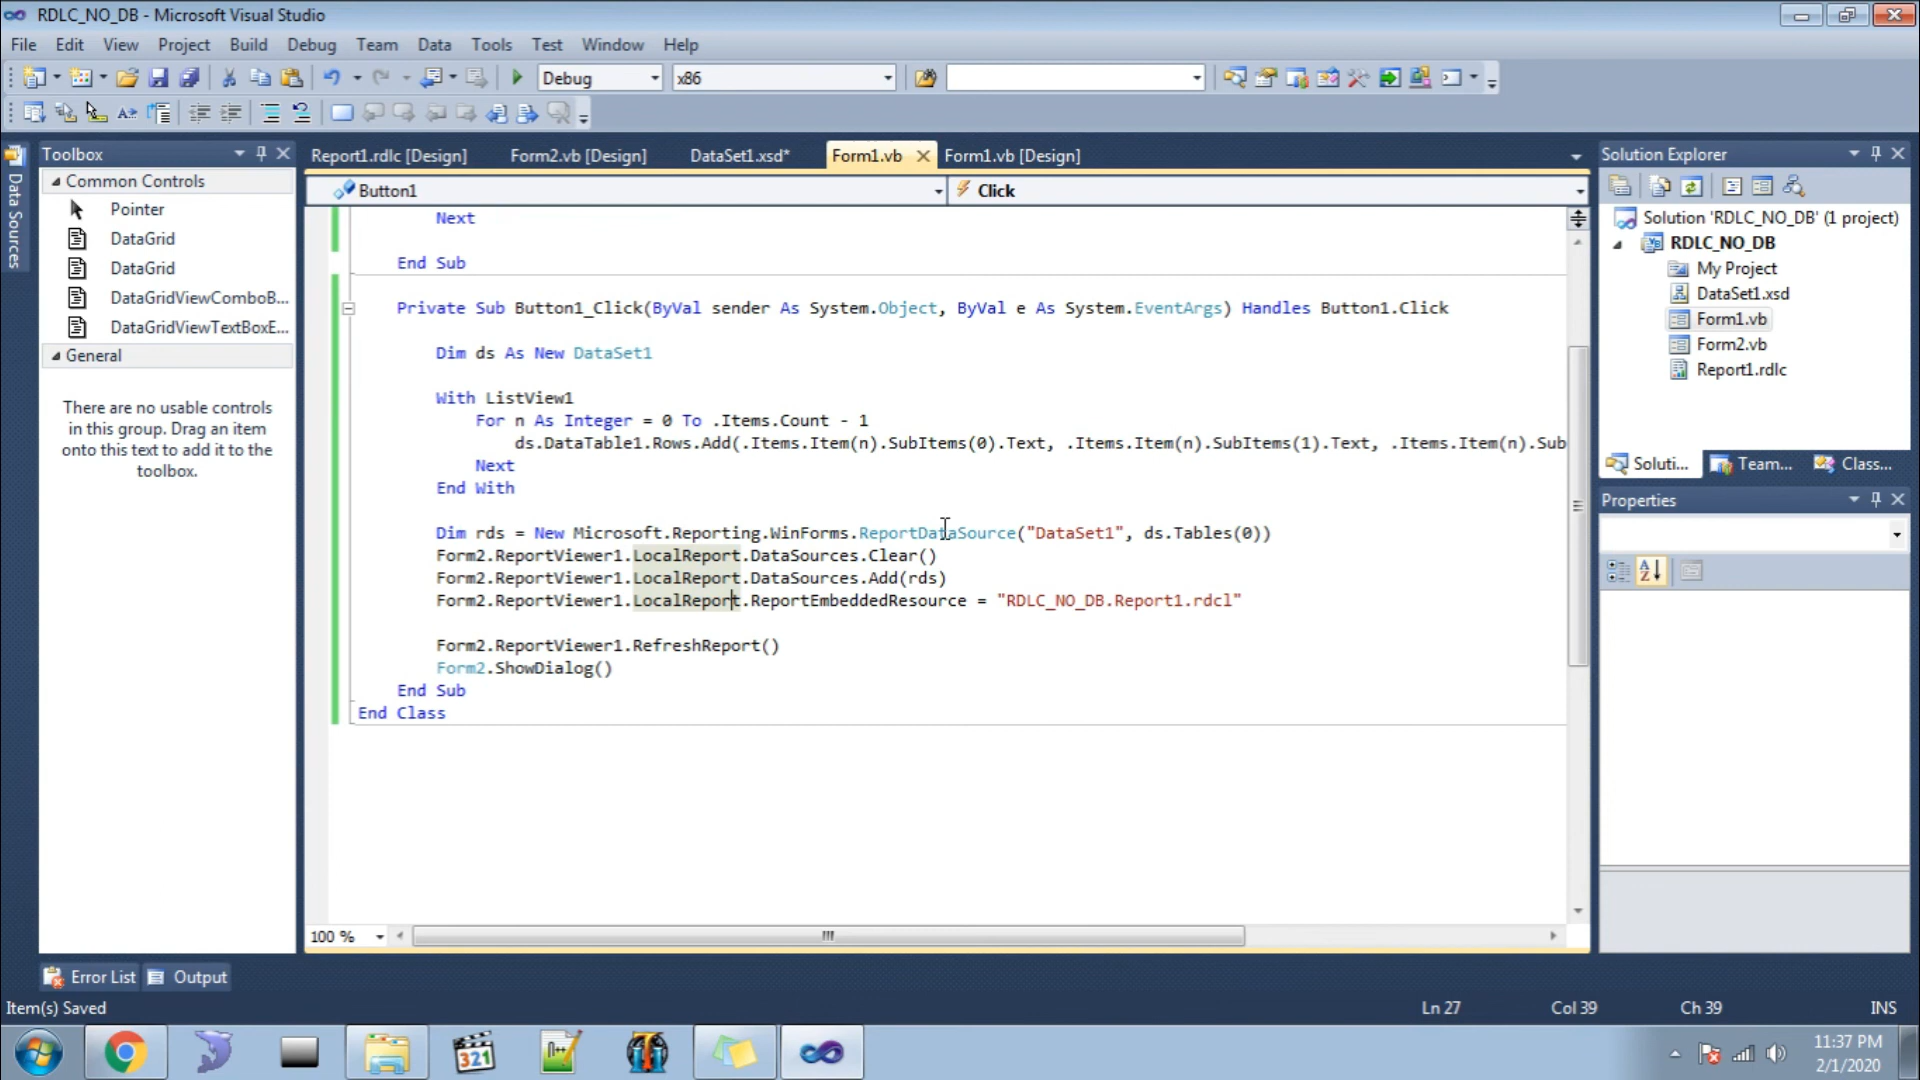 RDLC_NO_DB - Microsoft Visual Studio
File Edit View Project Build Debug Team Data Tools Test Window Help
Debug x86
Data Sources
Toolbox
Common Controls
Pointer
DataGrid
DataGrid
DataGridViewComboB...
DataGridViewTextBoxE...
General
There are no usable controls
in this group. Drag an item
onto this text to add it to the
toolbox.
Report1.rdlc [Design] Form2.vb [Design] DataSet1.xsd* Form1.vb Form1.vb [Design]
Button1 Click
Next
End Sub
Private Sub Button1_Click(ByVal sender As System.Object, ByVal e As System.EventArgs) Handles Button1.Click
Dim ds As New DataSet1
With ListView1
For n As Integer = 0 To .Items.Count - 1
ds.DataTable1.Rows.Add(.Items.Item(n).SubItems(0).Text, .Items.Item(n).SubItems(1).Text, .Items.Item(n).Sub
Next
End With
Dim rds = New Microsoft.Reporting.WinForms.ReportDataSource("DataSet1", ds.Tables(0))
Form2.ReportViewer1.LocalReport.DataSources.Clear()
Form2.ReportViewer1.LocalReport.DataSources.Add(rds)
Form2.ReportViewer1.LocalReport.ReportEmbeddedResource = "RDLC_NO_DB.Report1.rdcl"
Form2.ReportViewer1.RefreshReport()
Form2.ShowDialog()
End Sub
End Class
100 %
Solution Explorer
Solution 'RDLC_NO_DB' (1 project)
RDLC_NO_DB
My Project
DataSet1.xsd
Form1.vb
Form2.vb
Report1.rdlc
Soluti... Team... Class...
Properties
Error List Output
Item(s) Saved Ln 27 Col 39 Ch 39 INS
321
11:37 PM
2/1/2020